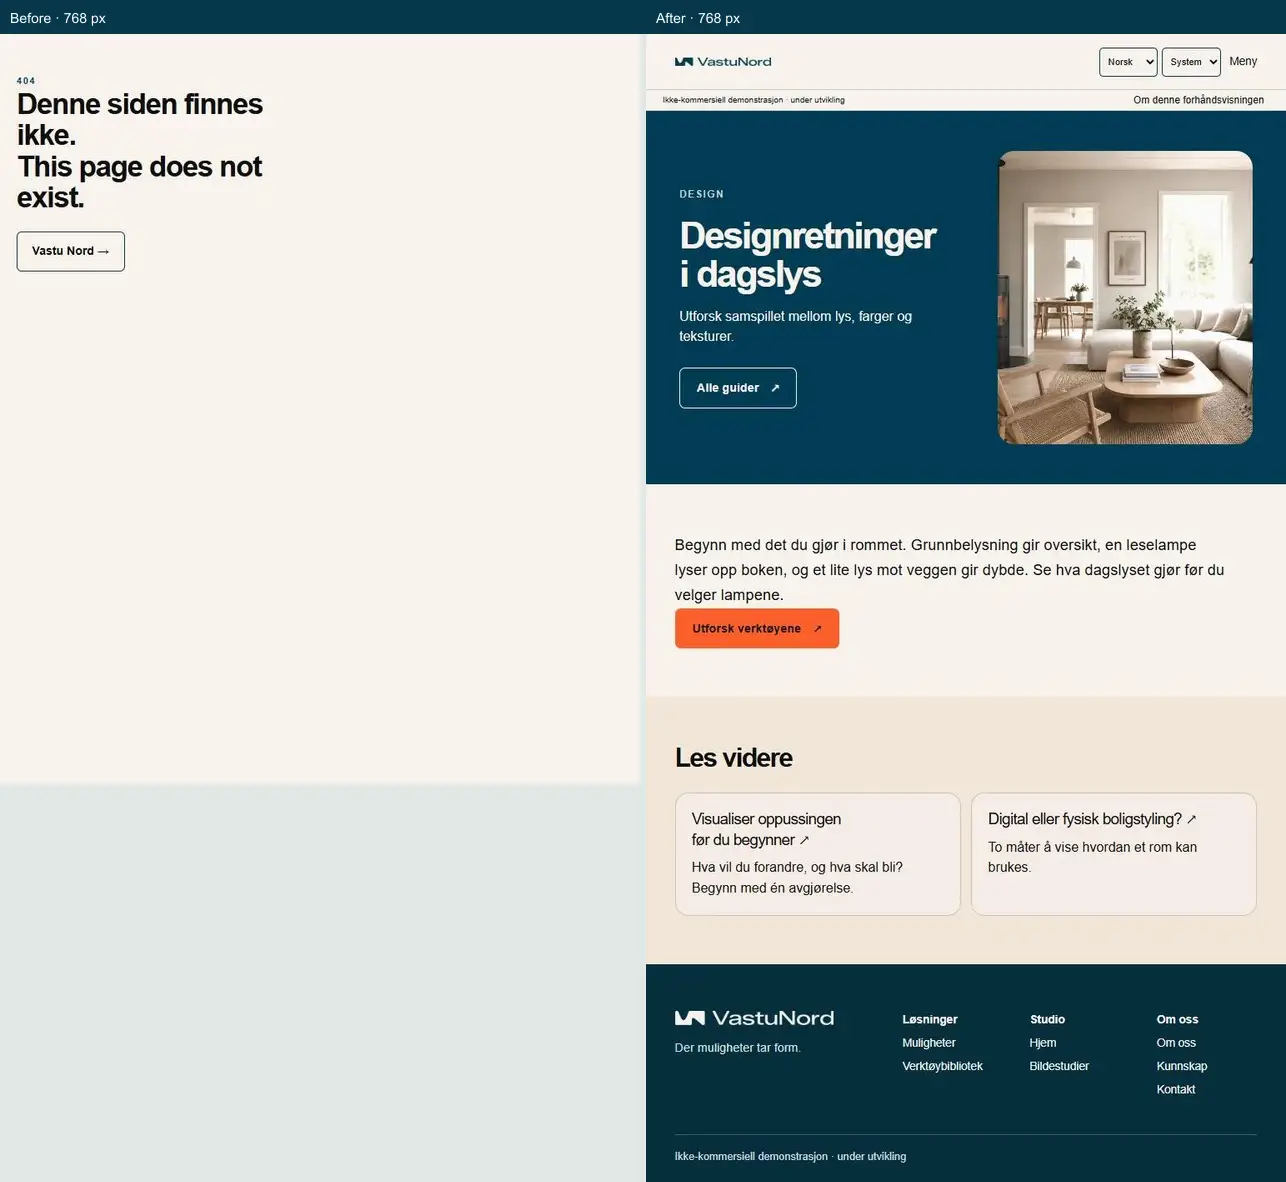 Before · 768 px
404
Denne siden finnes
ikke.
This page does not
exist.
Vastu Nord →
After · 768 px
VastuNord
Norsk
System
Meny
Ikke-kommersiell demonstrasjon · under utvikling
Om denne forhåndsvisningen
DESIGN
Designretninger
i dagslys
Utforsk samspillet mellom lys, farger og
teksturer.
Alle guider ↗
Begynn med det du gjør i rommet. Grunnbelysning gir oversikt, en leselampe
lyser opp boken, og et lite lys mot veggen gir dybde. Se hva dagslyset gjør før du
velger lampene.
Utforsk verktøyene ↗
Les videre
Visualiser oppussingen
før du begynner ↗
Hva vil du forandre, og hva skal bli?
Begynn med én avgjørelse.
Digital eller fysisk boligstyling? ↗
To måter å vise hvordan et rom kan
brukes.
VastuNord
Der muligheter tar form.
Løsninger
Muligheter
Verktøybibliotek
Studio
Hjem
Bildestudier
Om oss
Om oss
Kunnskap
Kontakt
Ikke-kommersiell demonstrasjon · under utvikling